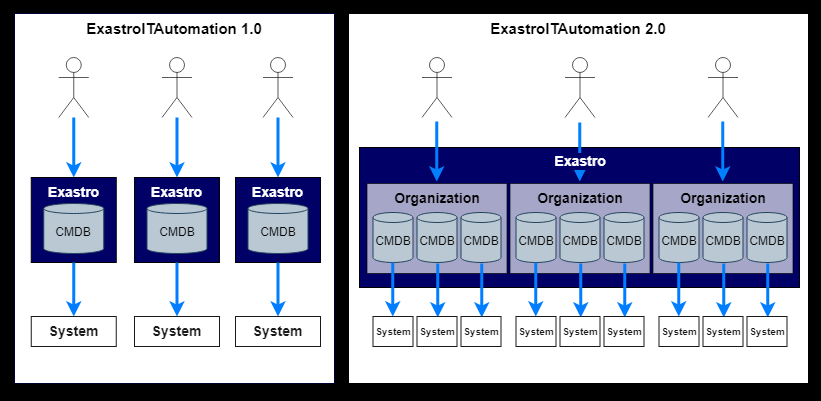 ExastroITAutomation 1.0
Exastro Exastro Exastro
CMDB CMDB CMDB
System System System
ExastroITAutomation 2.0
Exastro
Organization Organization Organization
CMDB CMDB CMDB CMDB CMDB CMDB CMDB CMDB CMDB
System System System System System System System System System